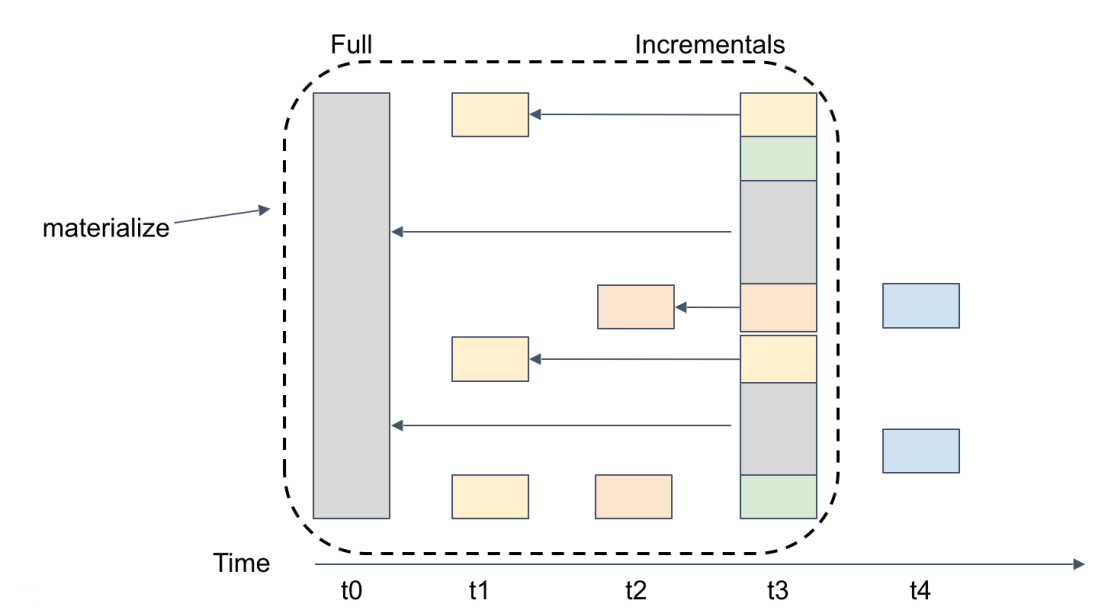 Full
Incrementals
materialize
Time
t0
t1
t2
t3
t4